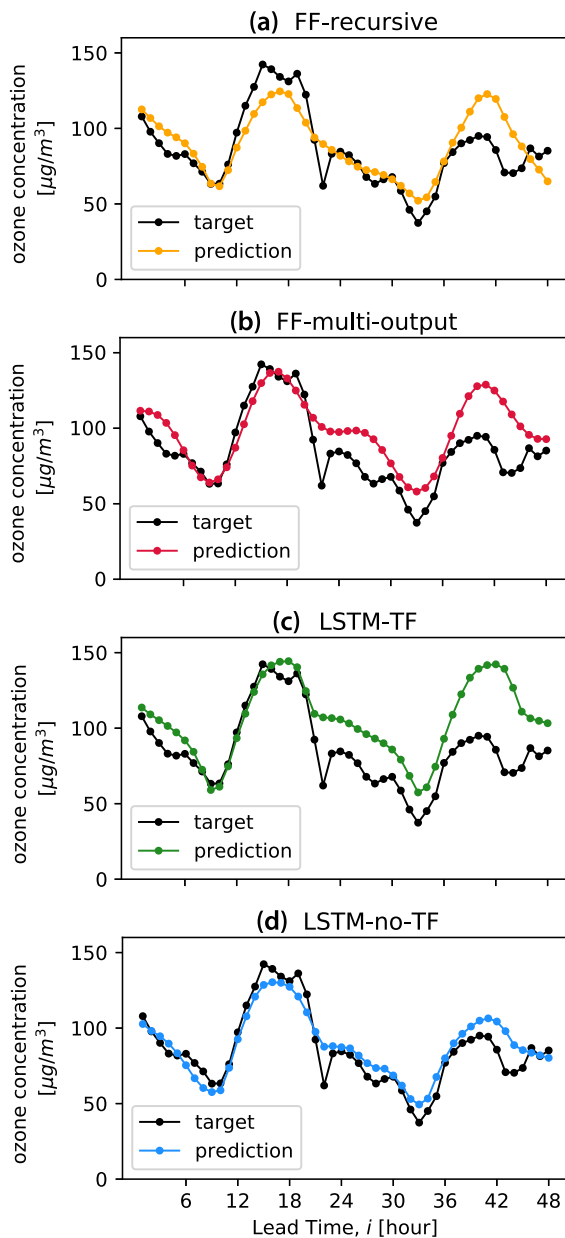 (a) FF-recursive
ozone concentration
[μg/m³]
150
100
50
0
target
prediction
(b) FF-multi-output
ozone concentration
[μg/m³]
150
100
50
0
target
prediction
(c) LSTM-TF
ozone concentration
[μg/m³]
150
100
50
0
target
prediction
(d) LSTM-no-TF
ozone concentration
[μg/m³]
150
100
50
0
target
prediction
6 12 18 24 30 36 42 48
Lead Time, i [hour]